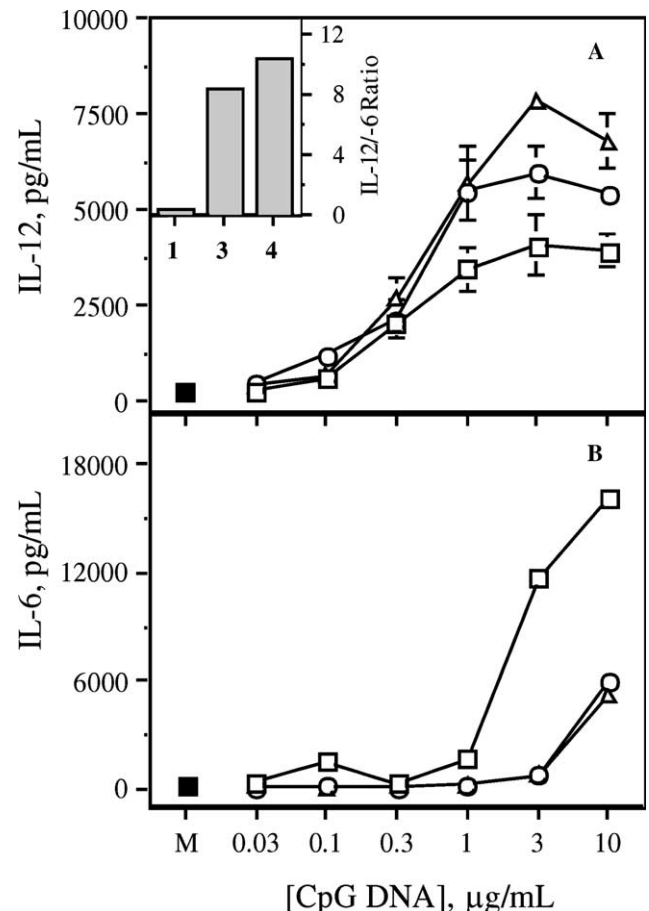 10000
7500
5000
2500
0
IL-12, pg/mL
12
8
4
0
IL-12/-6 Ratio
1 3 4
A
18000
12000
6000
0
IL-6, pg/mL
B
M 0.03 0.1 0.3 1 3 10
[CpG DNA], μg/mL